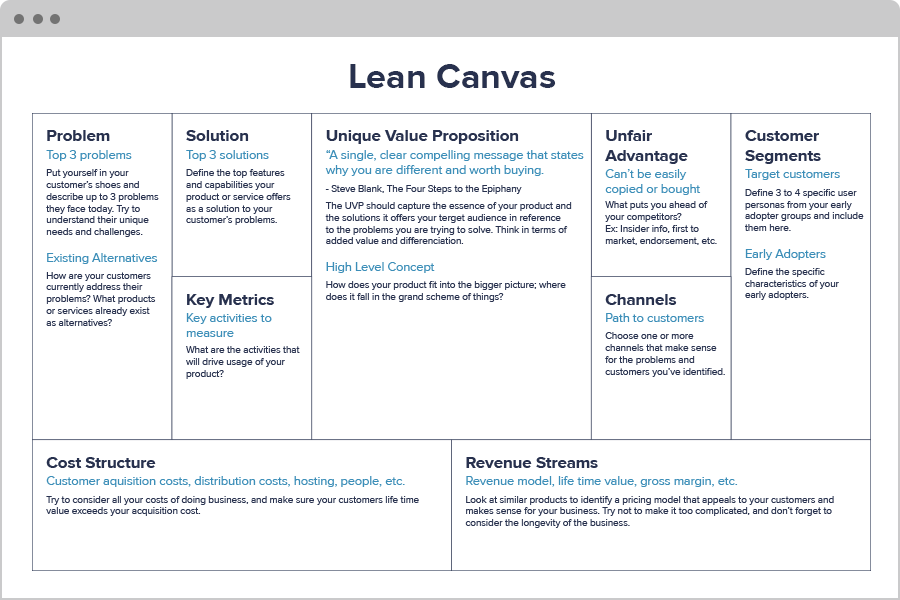 Lean Canvas
Problem
Top 3 problems
Put yourself in your
customer's shoes and
describe up to 3 problems
they face today. Try to
understand their unique
needs and challenges.
Existing Alternatives
How are your customers
currently address their
problems? What products
or services already exist
as alternatives?
Solution
Top 3 solutions
Define the top features
and capabilities your
product or service offers
as a solution to your
customer's problems.
Key Metrics
Key activities to
measure
What are the activities that
will drive usage of your
product?
Unique Value Proposition
“A single, clear compelling message that states
why you are different and worth buying.
- Steve Blank, The Four Steps to the Epiphany
The UVP should capture the essence of your product and
the solutions it offers your terget audience in reference
to the problems you are trying to solve. Think in terms of
added value and differenciation.
High Level Concept
How does your product fit into the bigger picture; where
does it fall in the grand scheme of things?
Unfair
Advantage
Can't be easily
copied or bought
What puts you ahead of
your competitors?
Ex: Insider info, first to
market, endorsement, etc.
Channels
Path to customers
Choose one or more
channels that make sense
for the problems and
customers you've identified.
Customer
Segments
Target customers
Define 3 to 4 specific user
personas from your early
adopter groups and include
them here.
Early Adopters
Define the specific
characteristics of your
early adopters.
Cost Structure
Customer aquisition costs, distribution costs, hosting, people, etc.
Try to consider all your costs of doing business, and make sure your customers life time
value exceeds your acquisition cost.
Revenue Streams
Revenue model, life time value, gross margin, etc.
Look at similar products to identify a pricing model that appeals to your customers and
makes sense for your business. Try not to make it too complicated, and don't forget to
consider the longevity of the business.